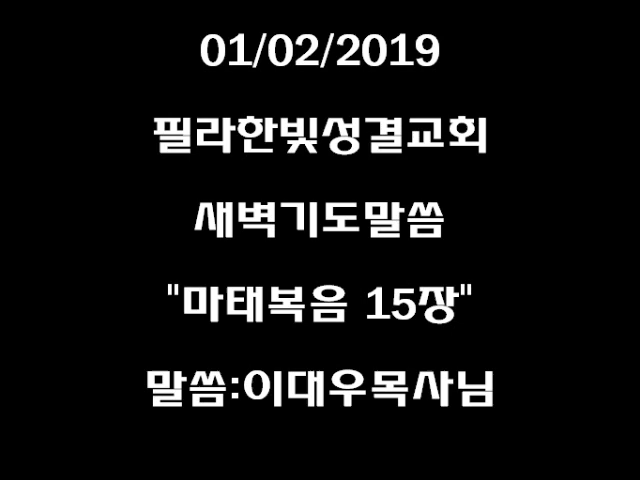 01/02/2019
필라한빛성결교회
새벽기도말씀
"마태복음 15장"
말씀:이대우목사님